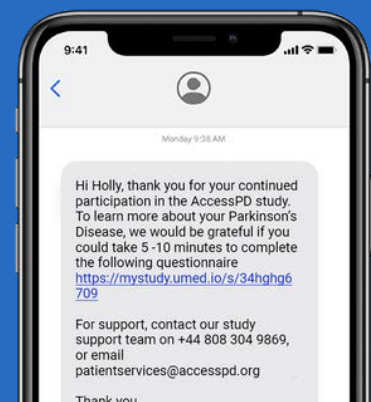 9:41
Monday 9:38 AM
Hi Holly, thank you for your continued
participation in the AccessPD study.
To learn more about your Parkinson's
Disease, we would be grateful if you
could take 5 -10 minutes to complete
the following questionnaire
https://mystudy.umed.io/s/34hghg6
709
For support, contact our study
support team on +44 808 304 9869,
or email
patientservices@accesspd.org
Thank you